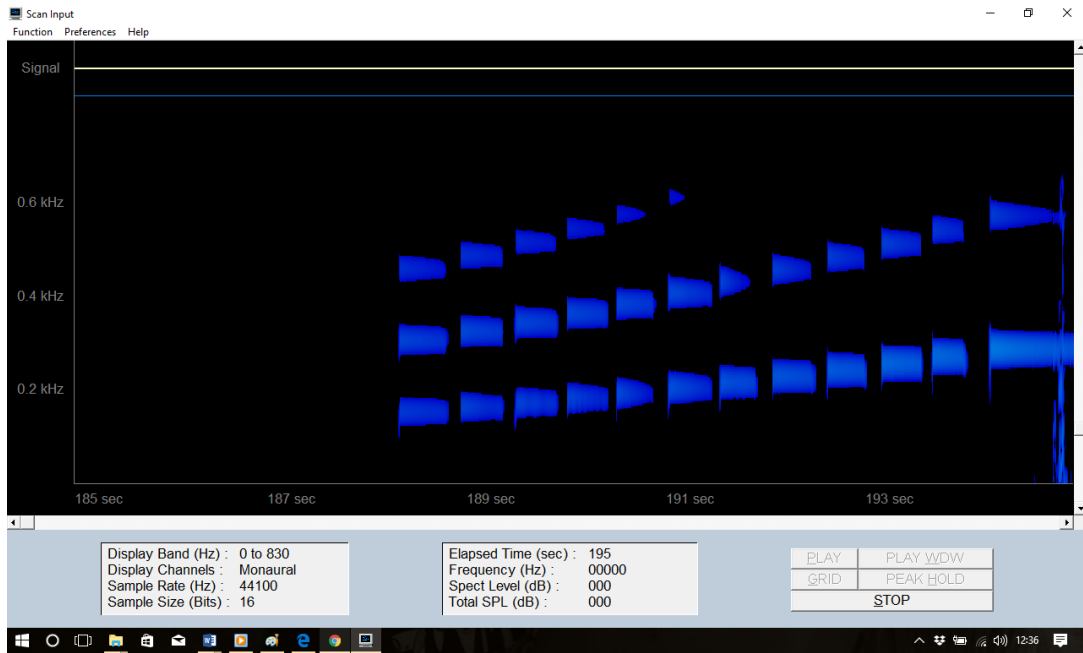 Scan Input
Function Preferences Help
Signal
0.6 kHz
0.4 kHz
0.2 kHz
185 sec 187 sec 189 sec 191 sec 193 sec
Display Band (Hz) : 0 to 830
Display Channels : Monaural
Sample Rate (Hz) : 44100
Sample Size (Bits) : 16
Elapsed Time (sec) : 195
Frequency (Hz) : 00000
Spect Level (dB) : 000
Total SPL (dB) : 000
PLAY PLAY WDW
GRID PEAK HOLD
STOP
12:36